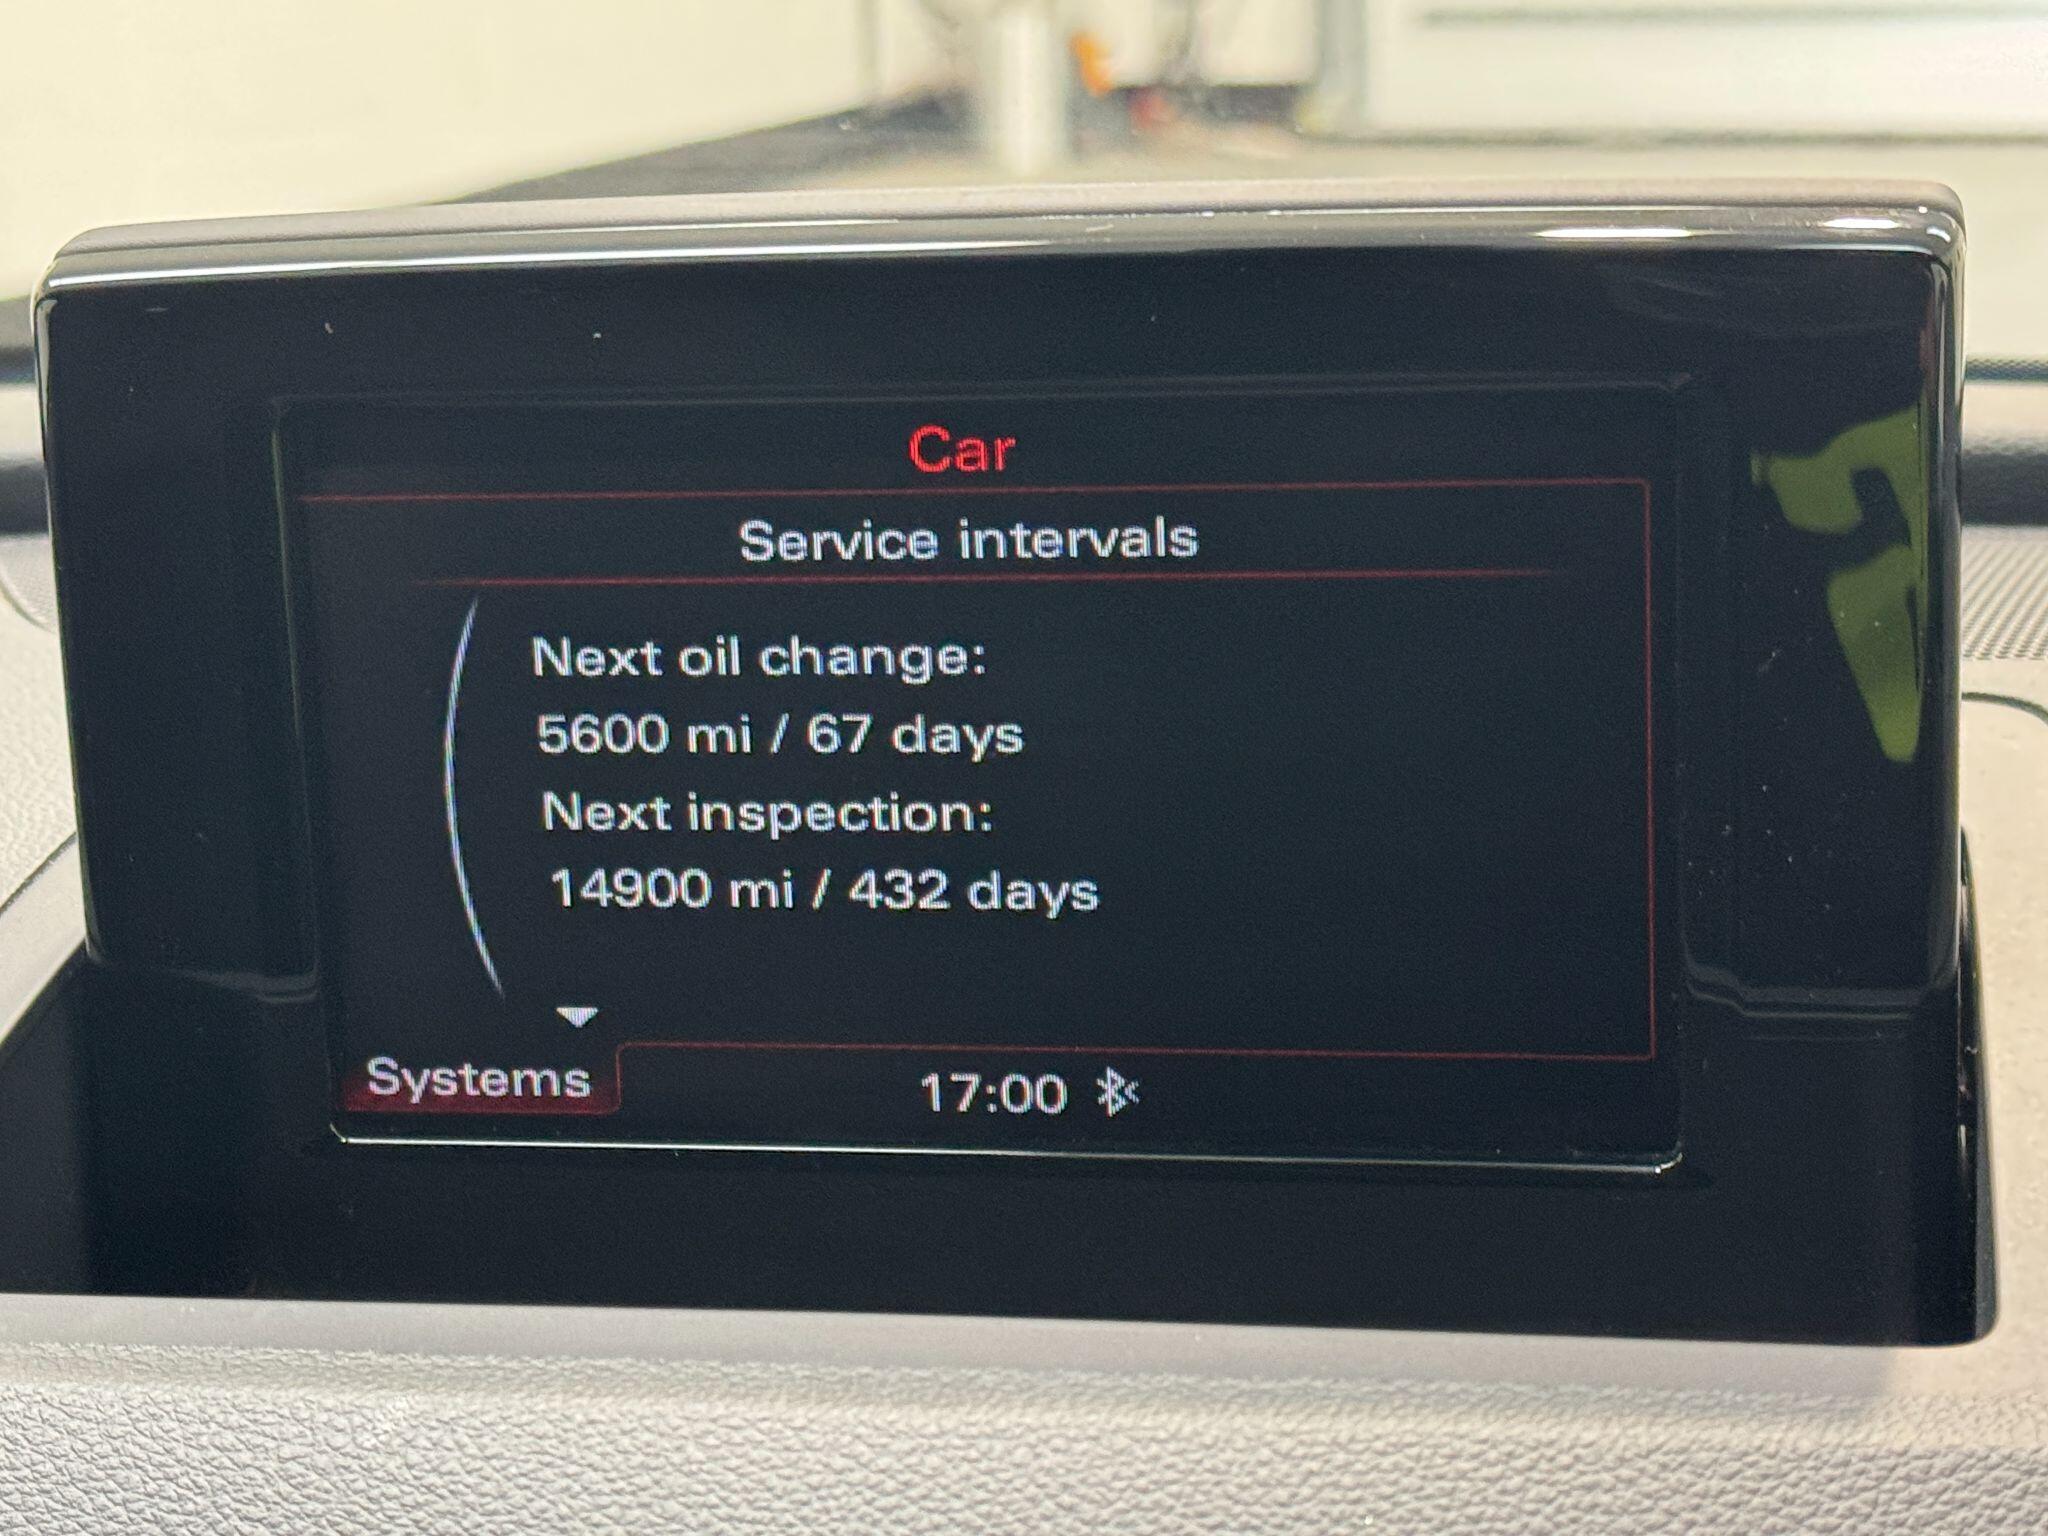 Car
Service intervals
Next oil change:
5600 mi / 67 days
Next inspection:
14900 mi / 432 days
Systems
17:00